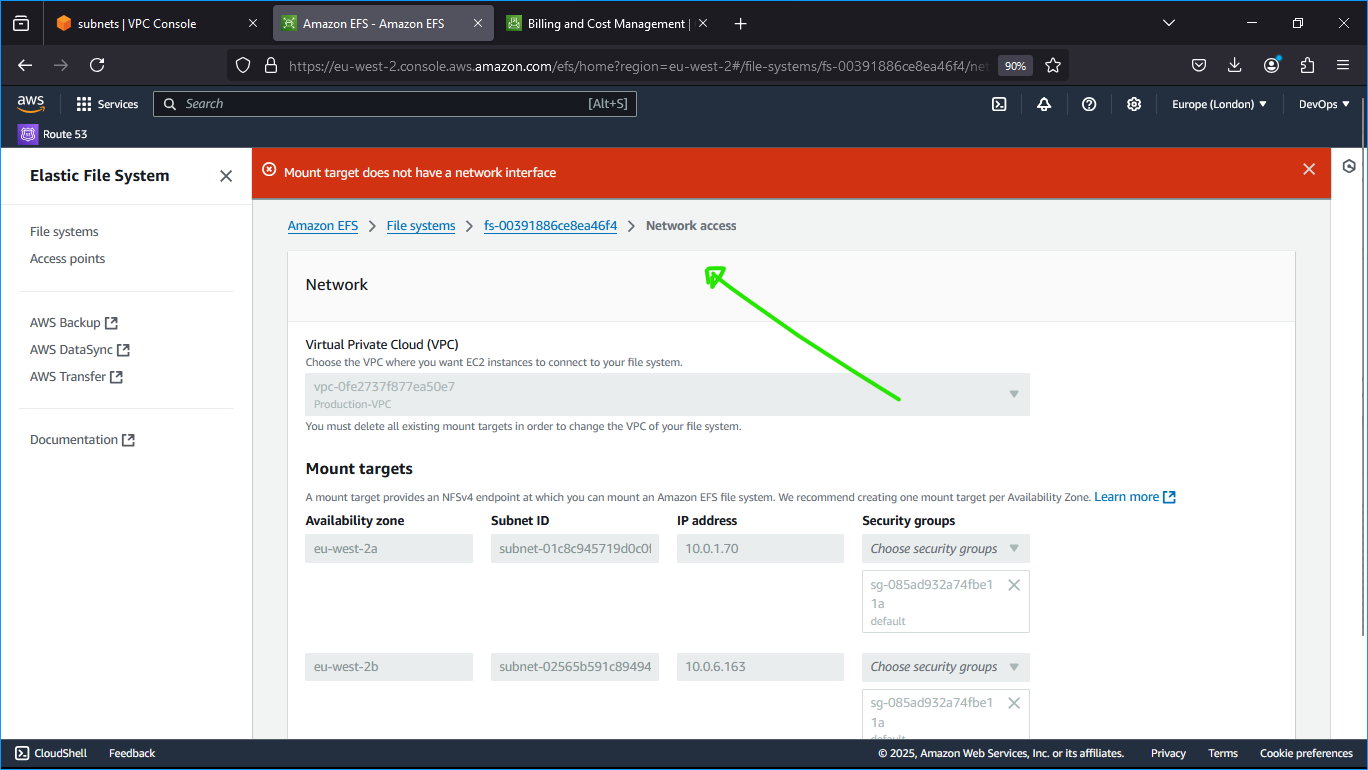 subnets | VPC Console
Amazon EFS - Amazon EFS
Billing and Cost Management |
https://eu-west-2.console.aws.amazon.com/efs/home?region=eu-west-2#/file-systems/fs-00391886ce8ea46f4/net
90%
aws
Services
Search
[Alt+S]
Europe (London)
DevOps
Route 53
Elastic File System
File systems
Access points
AWS Backup
AWS DataSync
AWS Transfer
Documentation
Mount target does not have a network interface
Amazon EFS > File systems > fs-00391886ce8ea46f4 > Network access
Network
Virtual Private Cloud (VPC)
Choose the VPC where you want EC2 instances to connect to your file system.
vpc-0fe2737f877ea50e7
Production-VPC
You must delete all existing mount targets in order to change the VPC of your file system.
Mount targets
A mount target provides an NFSv4 endpoint at which you can mount an Amazon EFS file system. We recommend creating one mount target per Availability Zone. Learn more
Availability zone Subnet ID IP address Security groups
eu-west-2a subnet-01c8c945719d0c0f 10.0.1.70 Choose security groups
sg-085ad932a74fbe1
1a
default
eu-west-2b subnet-02565b591c89494 10.0.6.163 Choose security groups
sg-085ad932a74fbe1
1a
default
CloudShell Feedback
© 2025, Amazon Web Services, Inc. or its affiliates. Privacy Terms Cookie preferences